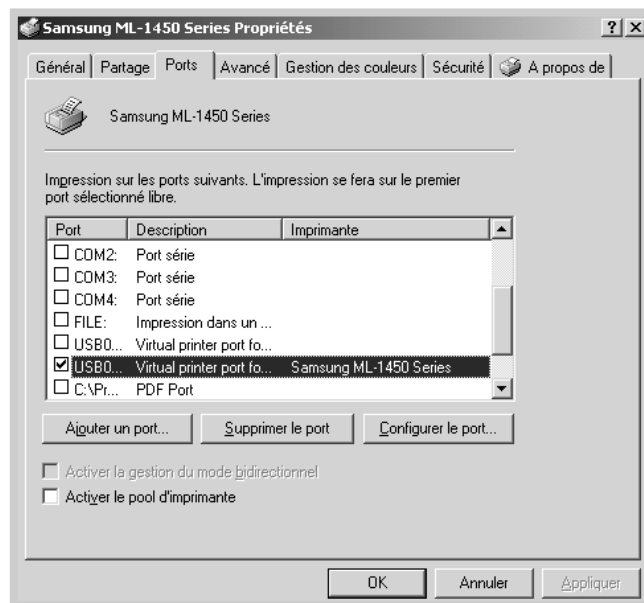 Samsung ML-1450 Series Propriétés
Général Partage Ports Avancé Gestion des couleurs Sécurité A propos de
Samsung ML-1450 Series
Impression sur les ports suivants. L'impression se fera sur le premier
port sélectionné libre.
Port Description Imprimante
COM2: Port série
COM3: Port série
COM4: Port série
FILE: Impression dans un ...
USB0... Virtual printer port fo...
USB0... Virtual printer port fo... Samsung ML-1450 Series
C:\Pr... PDF Port
Ajouter un port... Supprimer le port Configurer le port...
Activer la gestion du mode bidirectionnel
Activer le pool d'imprimante
OK Annuler Appliquer